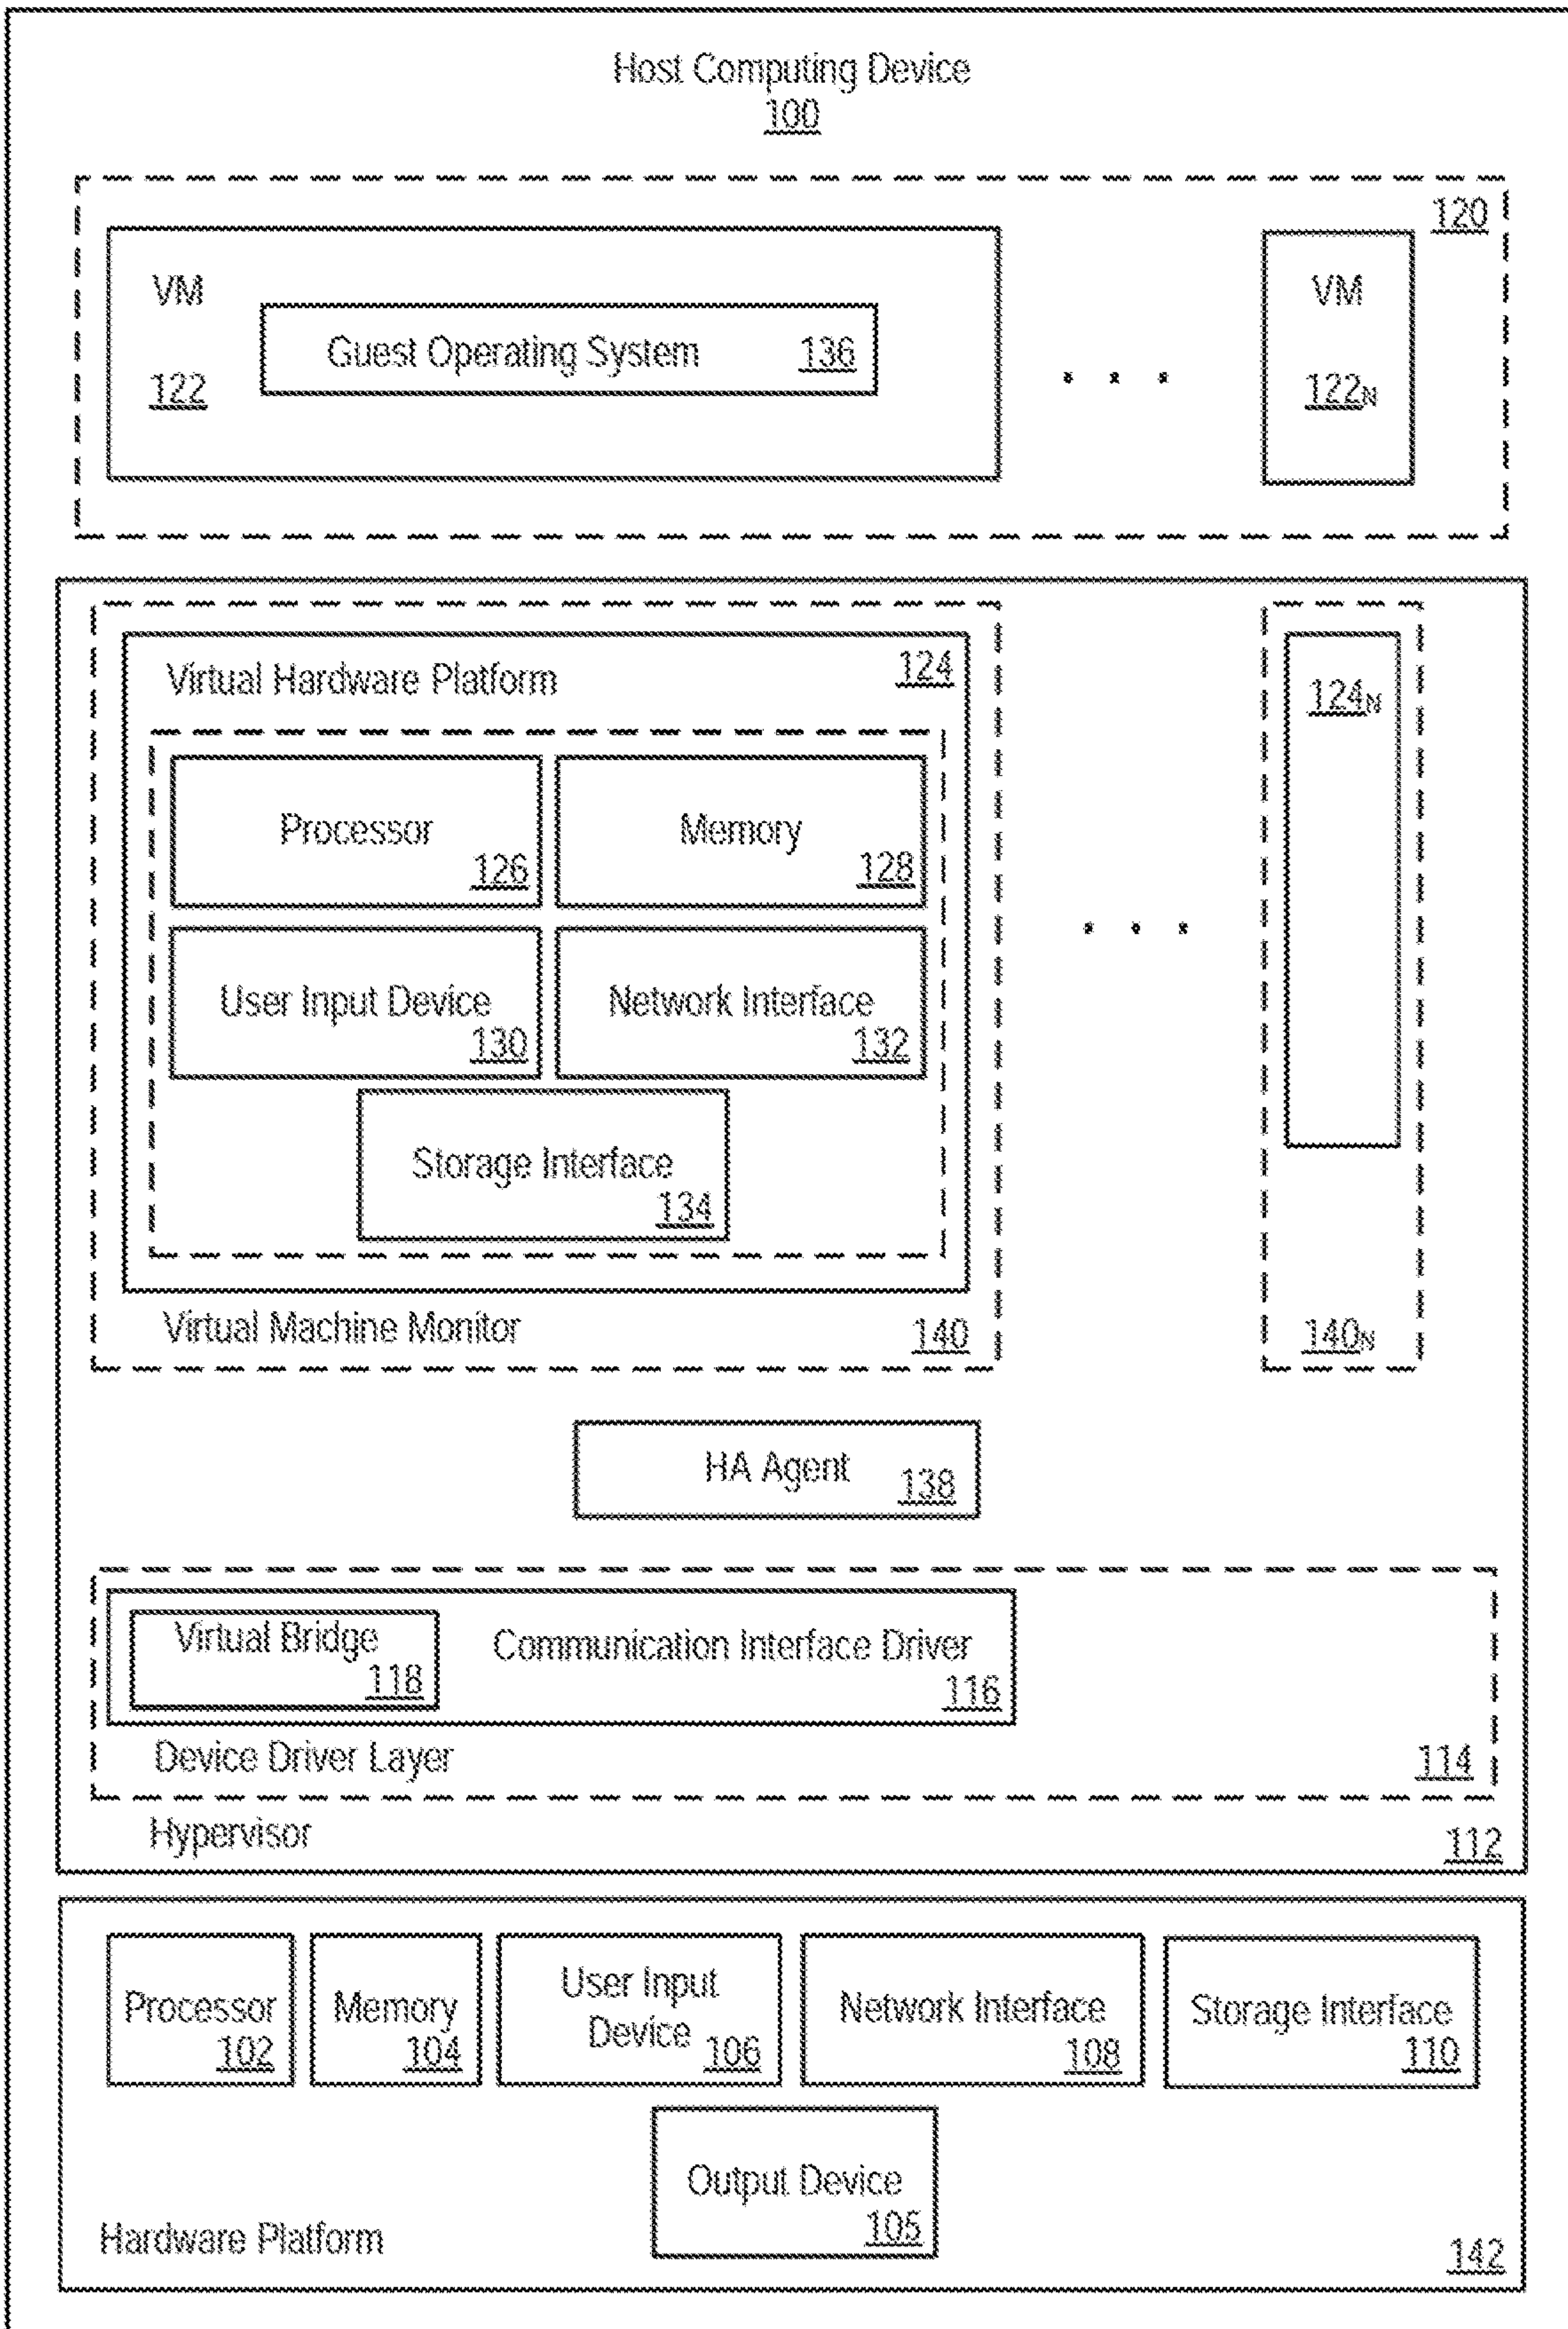 Host Computing Device
100
120
VM
122
Guest Operating System 136
VM
122N
Virtual Hardware Platform 124
Processor
126
Memory
128
User Input Device
130
Network Interface
132
Storage Interface
134
Virtual Machine Monitor 140
124N
140N
HA Agent 138
Virtual Bridge
118
Communication Interface Driver
116
Device Driver Layer 114
Hypervisor 112
Processor
102
Memory
104
User Input
Device 106
Network Interface
108
Storage Interface
110
Output Device
105
Hardware Platform 142